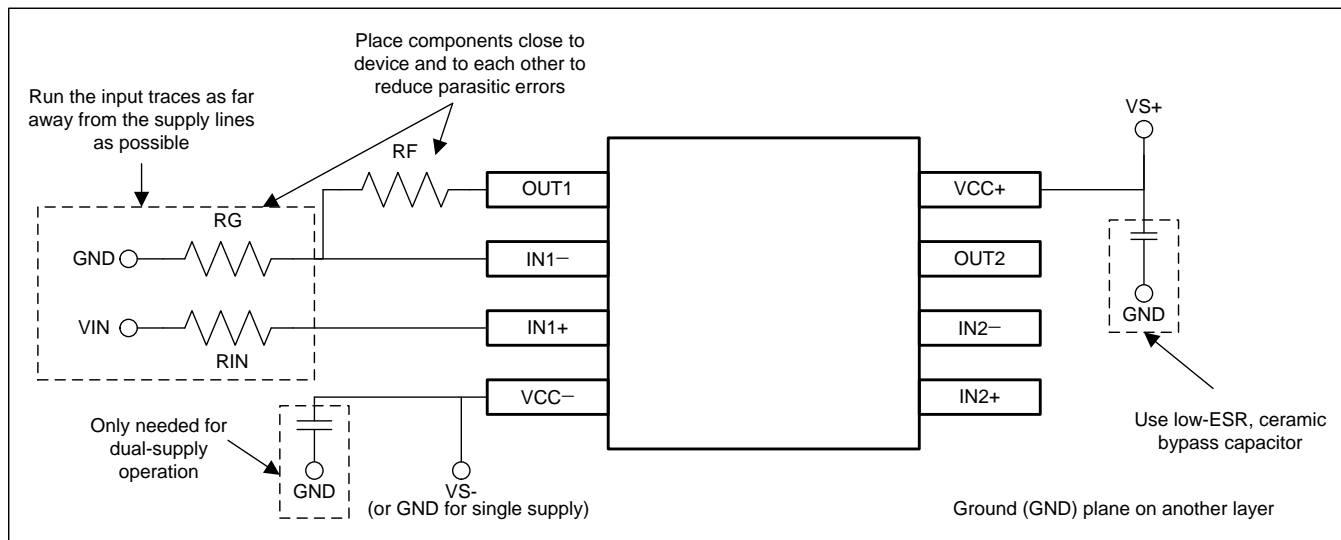 Place components close to
device and to each other to
reduce parasitic errors
Run the input traces as far
away from the supply lines
as possible
VS+
RF
OUT1
VCC+
RG
GND
IN1−
OUT2
VIN
IN1+
IN2−
GND
RIN
VCC−
IN2+
Only needed for
dual-supply
operation
Use low-ESR, ceramic
bypass capacitor
GND
VS-
(or GND for single supply)
Ground (GND) plane on another layer